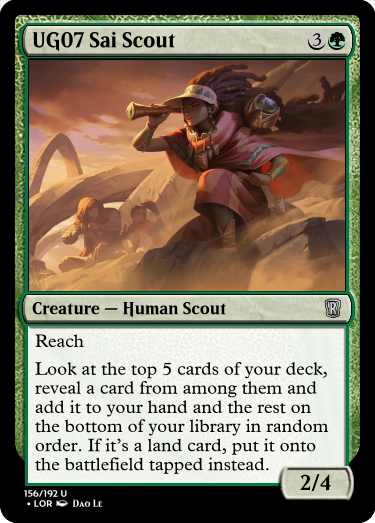 UG07 Sai Scout 3
Creature — Human Scout R
Reach
Look at the top 5 cards of your deck,
reveal a card from among them and
add it to your hand and the rest on
the bottom of your library in random
order. If it's a land card, put it onto
the battlefield tapped instead.
2/4
156/192 U
• LOR Dao Le